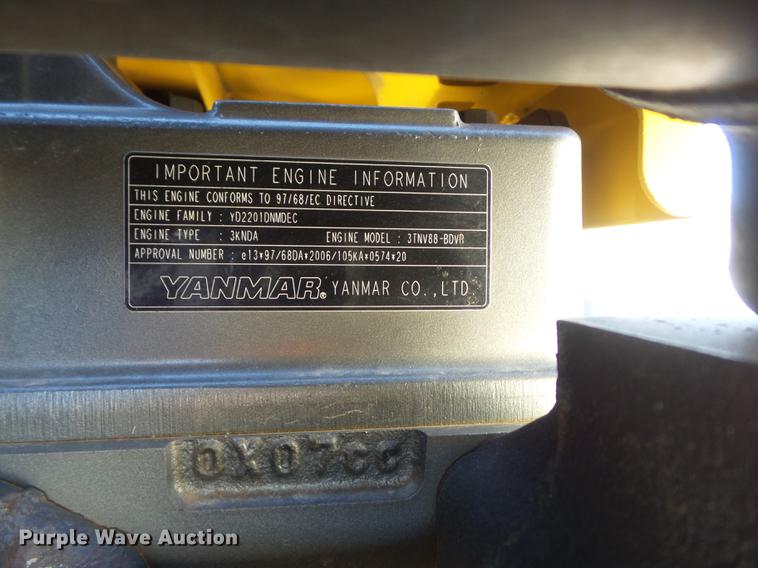 IMPORTANT ENGINE INFORMATION
THIS ENGINE CONFORMS TO 97/68/EC DIRECTIVE
ENGINE FAMILY : YD2201DNMDEC
ENGINE TYPE : 3KNDA ENGINE MODEL : 3TNV88-BDVR
APPROVAL NUMBER : e13*97/68DA*2006/105KA*0574*20
YANMAR® YANMAR CO.,LTD.
Purple Wave Auction